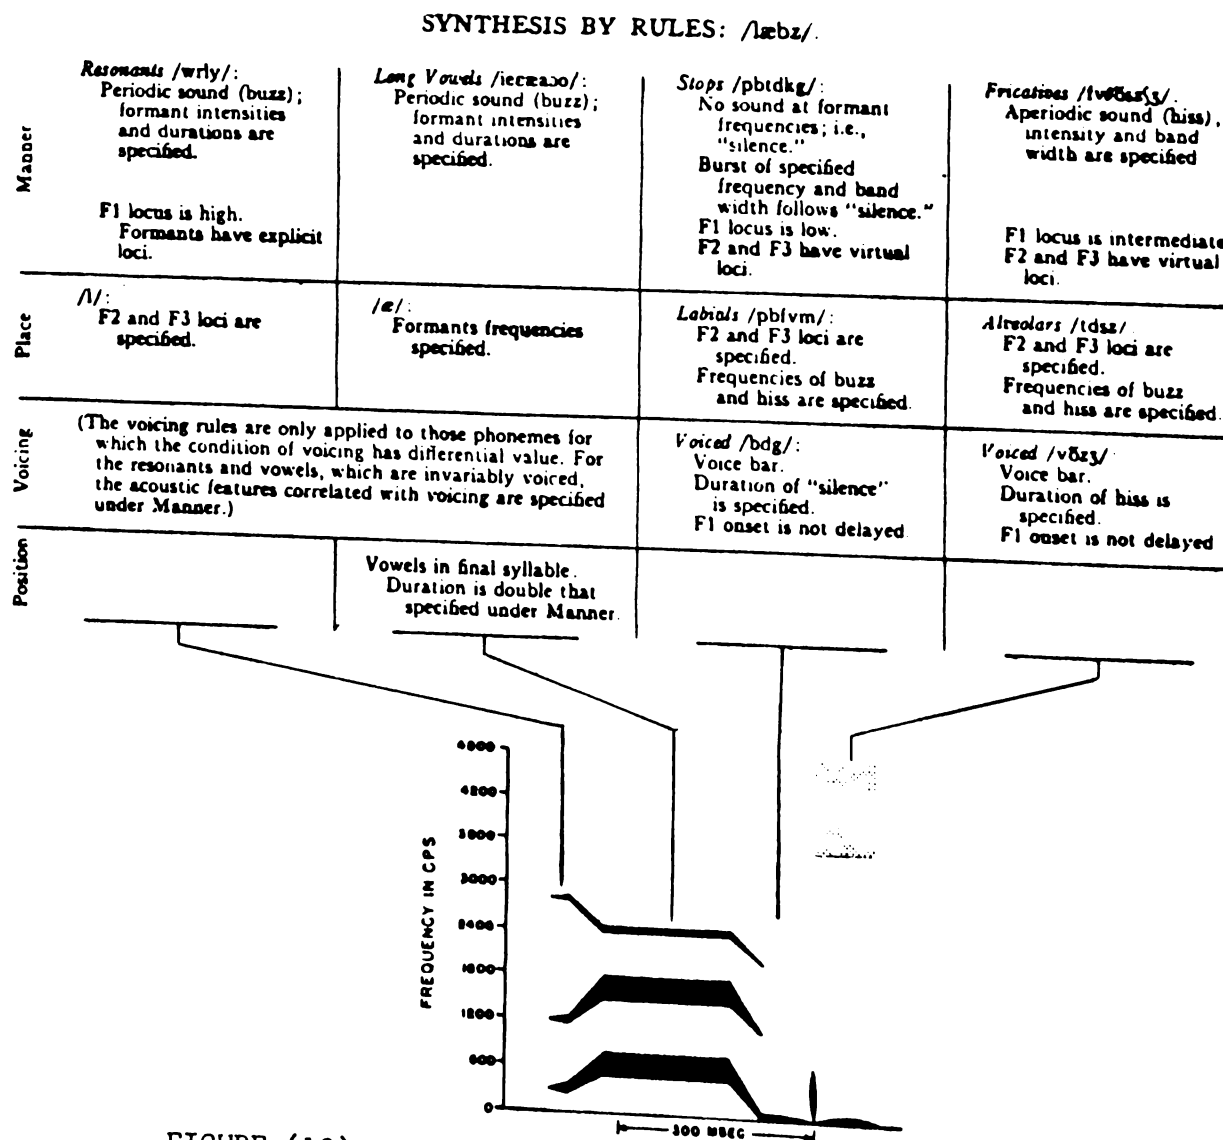 SYNTHESIS BY RULES: /læbz/.
Manner
Resonants /wrly/:
Periodic sound (buzz);
formant intensities
and durations are
specified.
F1 locus is high.
Formants have explicit
loci.
Long Vowels
Periodic sound (buzz);
formant intensities
and durations are
specified.
Stops /pbtdkg/:
No sound at formant
frequencies; i.e.,
"silence."
Burst of specified
frequency and band
width follows "silence."
F1 locus is low.
F2 and F3 have virtual
loci.
Fricatives
Aperiodic sound (hiss),
intensity and band
width are specified
F1 locus is intermediate
F2 and F3 have virtual
loci.
Place
/l/:
F2 and F3 loci are
specified.
/æ/:
Formants frequencies
specified.
Labials /pbfvm/:
F2 and F3 loci are
specified.
Frequencies of buzz
and hiss are specified.
Alveolars /tdsz/
F2 and F3 loci are
specified.
Frequencies of buzz
and hiss are specified.
Voicing
(The voicing rules are only applied to those phonemes for
which the condition of voicing has differential value. For
the resonants and vowels, which are invariably voiced,
the acoustic features correlated with voicing are specified
under Manner.)
Voiced /bdg/:
Voice bar.
Duration of "silence"
is specified.
F1 onset is not delayed
Voiced /vðzʒ/
Voice bar.
Duration of hiss is
specified.
F1 onset is not delayed
Position
Vowels in final syllable.
Duration is double that
specified under Manner.
FREQUENCY IN CPS
4800
4200
3600
3000
2400
1800
1200
600
0
300 MSEC